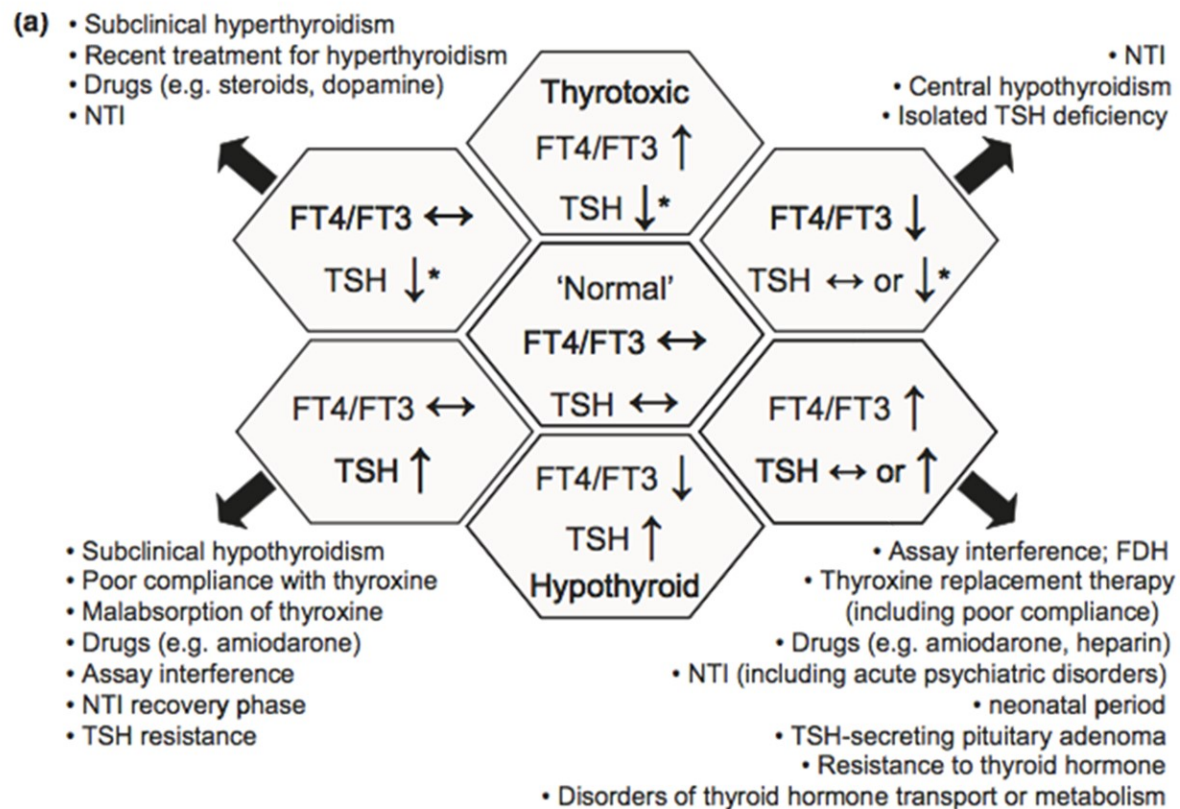 (a)
• Subclinical hyperthyroidism
• Recent treatment for hyperthyroidism
• Drugs (e.g. steroids, dopamine)
• NTI
Thyrotoxic
FT4/FT3 ↑
TSH ↓*
• NTI
• Central hypothyroidism
• Isolated TSH deficiency
FT4/FT3 ↔
TSH ↓*
'Normal'
FT4/FT3 ↔
TSH ↔
FT4/FT3 ↓
TSH ↔ or ↓*
FT4/FT3 ↔
TSH ↑
FT4/FT3 ↓
TSH ↑
Hypothyroid
FT4/FT3 ↑
TSH ↔ or ↑
• Subclinical hypothyroidism
• Poor compliance with thyroxine
• Malabsorption of thyroxine
• Drugs (e.g. amiodarone)
• Assay interference
• NTI recovery phase
• TSH resistance
• Assay interference; FDH
• Thyroxine replacement therapy
(including poor compliance)
• Drugs (e.g. amiodarone, heparin)
• NTI (including acute psychiatric disorders)
• neonatal period
• TSH-secreting pituitary adenoma
• Resistance to thyroid hormone
• Disorders of thyroid hormone transport or metabolism